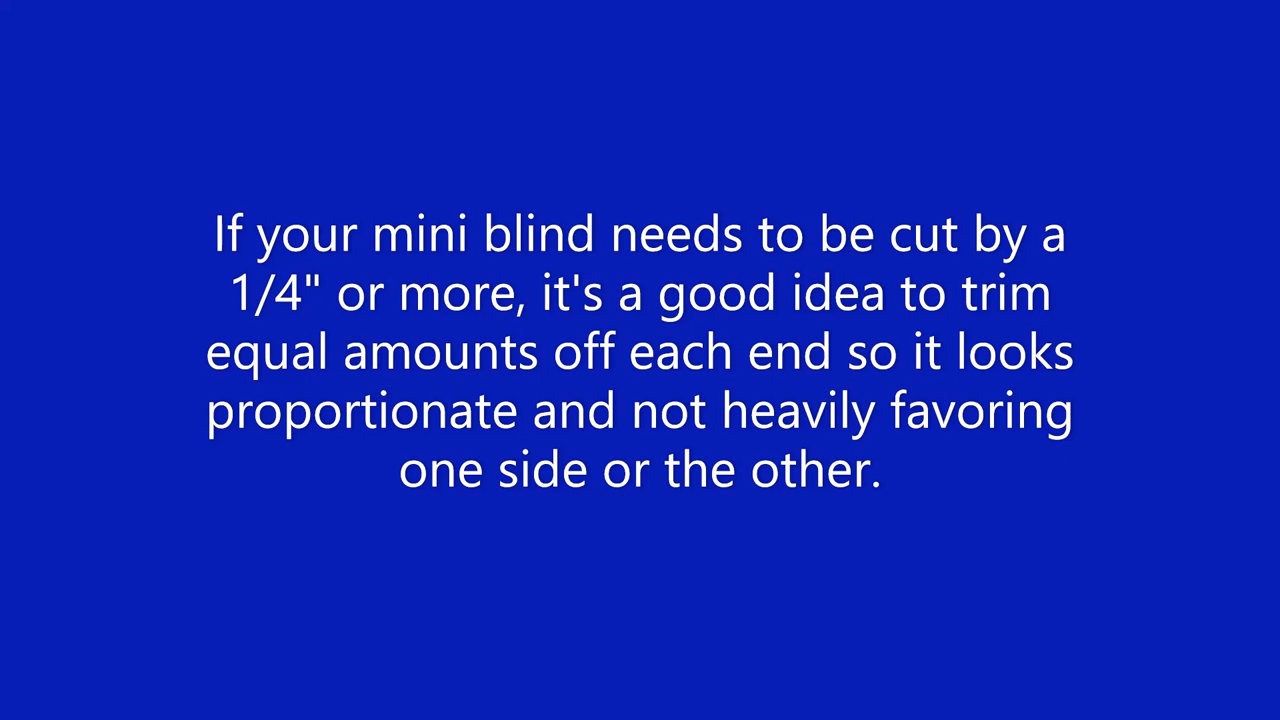 If your mini blind needs to be cut by a
1/4" or more, it's a good idea to trim
equal amounts off each end so it looks
proportionate and not heavily favoring
one side or the other.